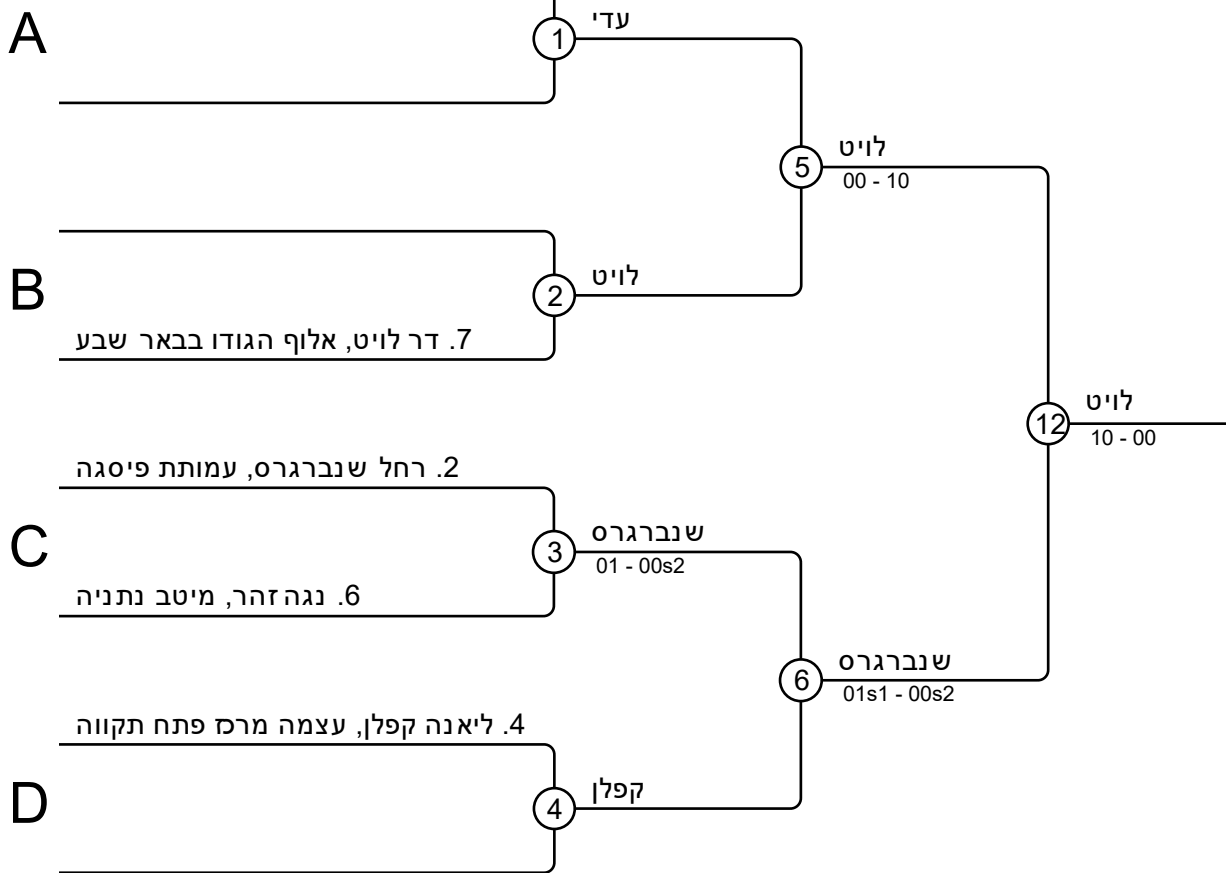 A
1
עדי
5
לויט
00 - 10
B
2
לויט
7. דר לויט, אלוף הגודו בבאר שבע
12
לויט
10 - 00
2. רחל שנברגרס, עמותת פיסגה
C
3
שנברגרס
01 - 00s2
6. נגה זהר, מיטב נתניה
6
שנברגרס
01s1 - 00s2
4. ליאנה קפלן, עצמה מרכז פתח תקווה
D
4
קפלן